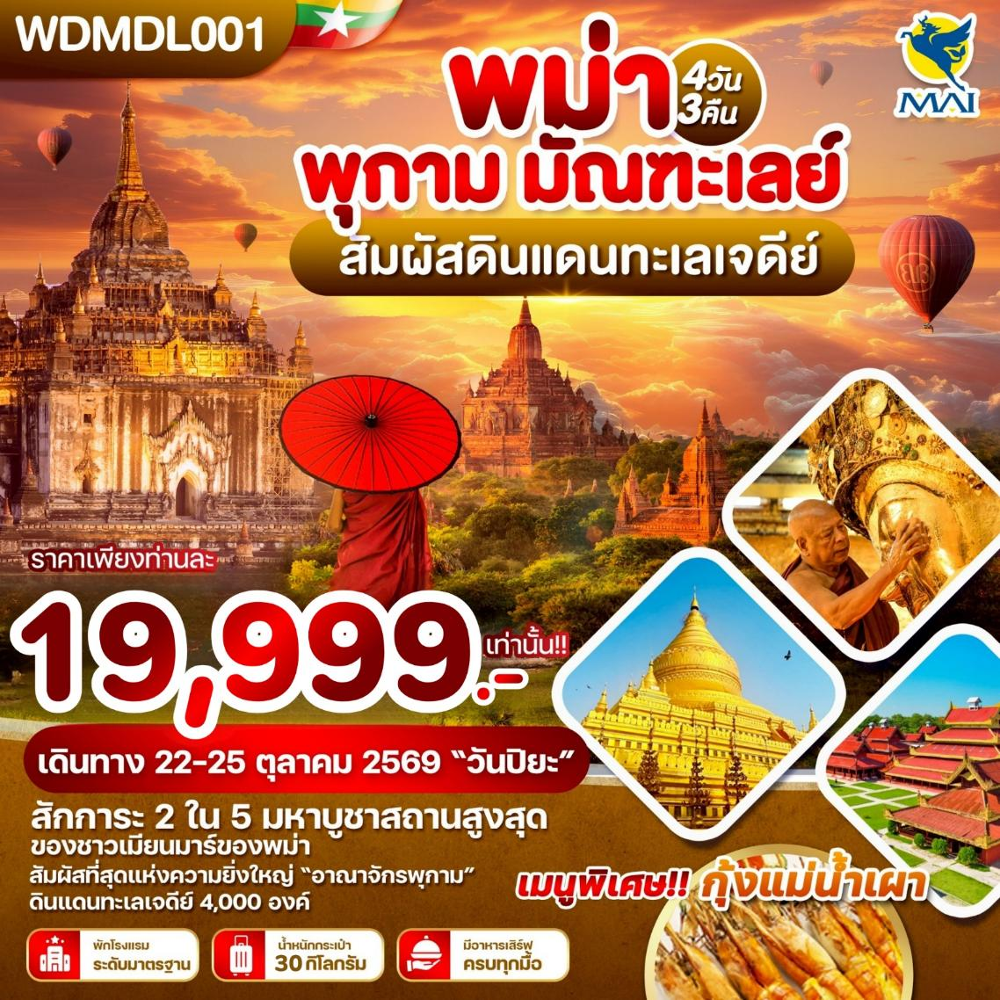 WDMDL001
MAI
พม่า
4วัน
3คืน
พุกาม มัณฑะเลย์
สัมผัสดินแดนทะเลเจดีย์
ราคาเพียงท่านละ
19,999.-
เท่านั้น!!
เดินทาง 22-25 ตุลาคม 2569 "วันปิยะ"
สักการะ 2 ใน 5 มหาบูชาสถานสูงสุด
ของชาวเมียนมาร์ของพม่า
สัมผัสที่สุดแห่งความยิ่งใหญ่ "อาณาจักรพุกาม"
ดินแดนทะเลเจดีย์ 4,000 องค์
เมนูพิเศษ!! กุ้งแม่น้ำเผา
พักโรงแรม
ระดับมาตรฐาน
น้ำหนักกระเป๋า
30 กิโลกรัม
มีอาหารเสิร์ฟ
ครบทุกมื้อ